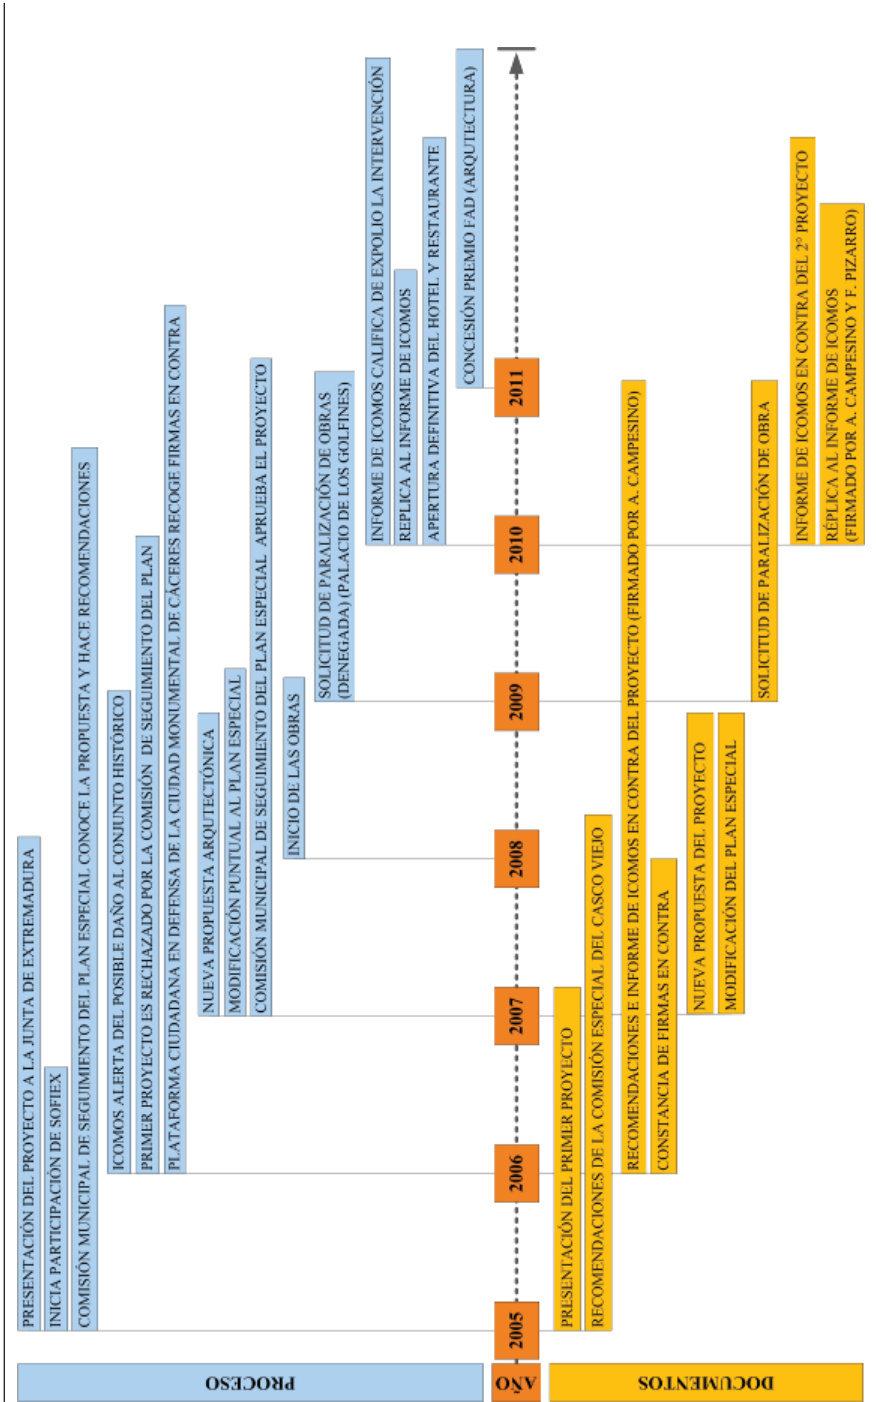 PROCESO
PRESENTACIÓN DEL PROYECTO A LA JUNTA DE EXTREMADURA
INICIA PARTICIPACIÓN DE SOFIEX
COMISIÓN MUNICIPAL DE SEGUIMIENTO DEL PLAN ESPECIAL CONOCE LA PROPUESTA Y HACE RECOMENDACIONES
ICOMOS ALERTA DEL POSIBLE DAÑO AL CONJUNTO HISTÓRICO
PRIMER PROYECTO ES RECHAZADO POR LA COMISIÓN DE SEGUIMIENTO DEL PLAN
PLATAFORMA CIUDADANA EN DEFENSA DE LA CIUDAD MONUMENTAL DE CÁCERES RECOGE FIRMAS EN CONTRA
NUEVA PROPUESTA ARQUTECTÓNICA
MODIFICACIÓN PUNTUAL AL PLAN ESPECIAL
COMISIÓN MUNICIPAL DE SEGUIMIENTO DEL PLAN ESPECIAL APRUEBA EL PROYECTO
INICIO DE LAS OBRAS
SOLICITUD DE PARALIZACIÓN DE OBRAS
(DENEGADA) (PALACIO DE LOS GOLFINES)
INFORME DE ICOMOS CALIFICA DE EXPOLIO LA INTERVENCIÓN
REPLICA AL INFORME DE ICOMOS
APERTURA DEFINITIVA DEL HOTEL Y RESTAURANTE
CONCESIÓN PREMIO FAD (ARQUTECTURA)
AÑO
2005
2006
2007
2008
2009
2010
2011
DOCUMENTOS
PRESENTACIÓN DEL PRIMER PROYECTO
RECOMENDACIONES DE LA COMISIÓN ESPECIAL DEL CASCO VIEJO
RECOMENDACIONES E INFORME DE ICOMOS EN CONTRA DEL PROYECTO (FIRMADO POR A. CAMPESINO)
CONSTANCIA DE FIRMAS EN CONTRA
NUEVA PROPUESTA DEL PROYECTO
MODIFICACIÓN DEL PLAN ESPECIAL
SOLICITUD DE PARALIZACIÓN DE OBRA
INFORME DE ICOMOS EN CONTRA DEL 2° PROYECTO
RÉPLICA AL INFORME DE ICOMOS
(FIRMADO POR A. CAMPESINO Y F. PIZARRO)